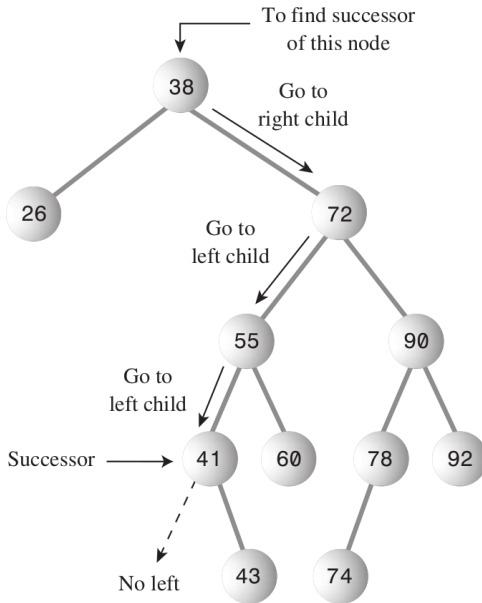 To find successor
of this node
38
Go to
right child
26
72
Go to
left child
55
90
Go to
left child
Successor
41
60
78
92
No left
43
74